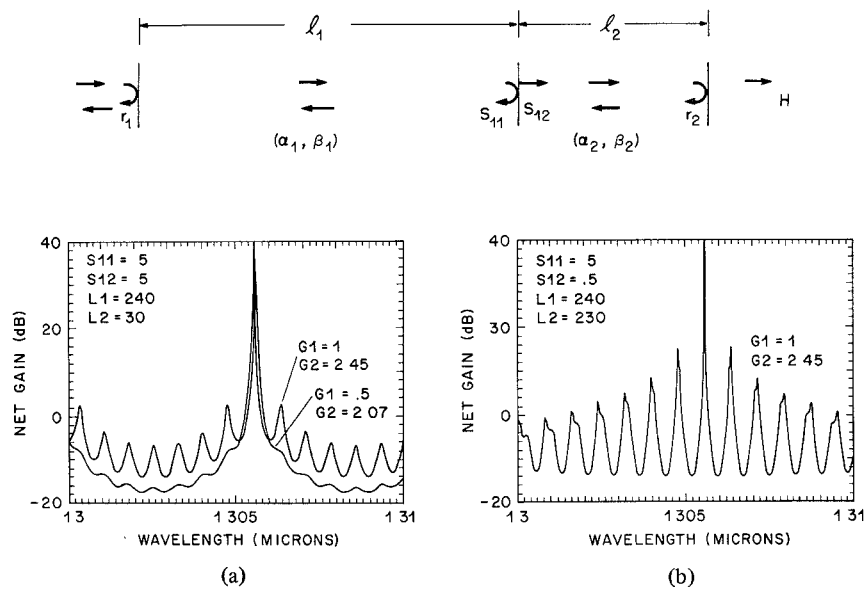 ℓ1 ℓ2
r1 S11 S12 r2 H
(α1, β1) (α2, β2)
40
20
0
-20
NET GAIN (dB)
S11 = 5
S12 = 5
L1 = 240
L2 = 30
G1 = 1
G2 = 2 45
G1 = .5
G2 = 2 07
1 3 1 305 1 31
WAVELENGTH (MICRONS)
(a)
40
30
0
-20
NET GAIN (dB)
S11 = 5
S12 = .5
L1 = 240
L2 = 230
G1 = 1
G2 = 2 45
1 3 1 305 1 31
WAVELENGTH (MICRONS)
(b)